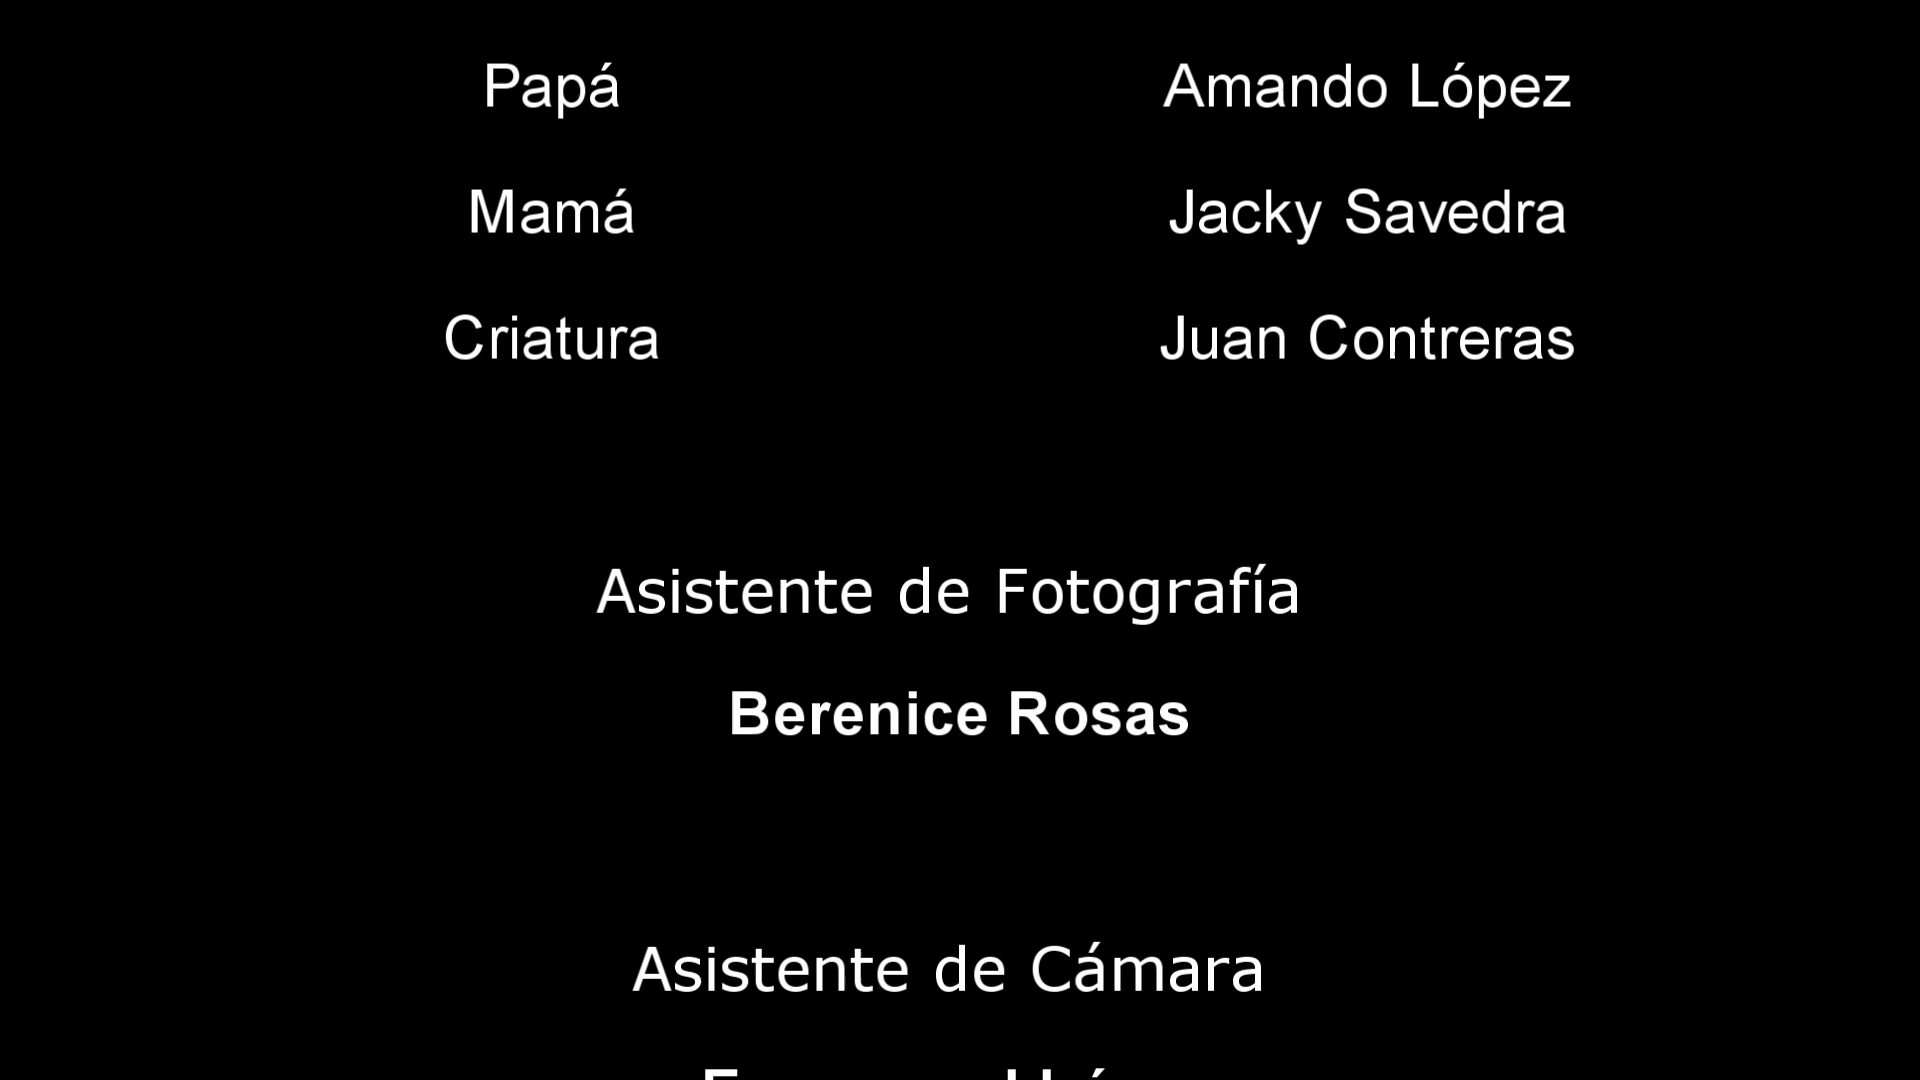 Papá Amando López
Mamá Jacky Savedra
Criatura Juan Contreras
Asistente de Fotografía
Berenice Rosas
Asistente de Cámara